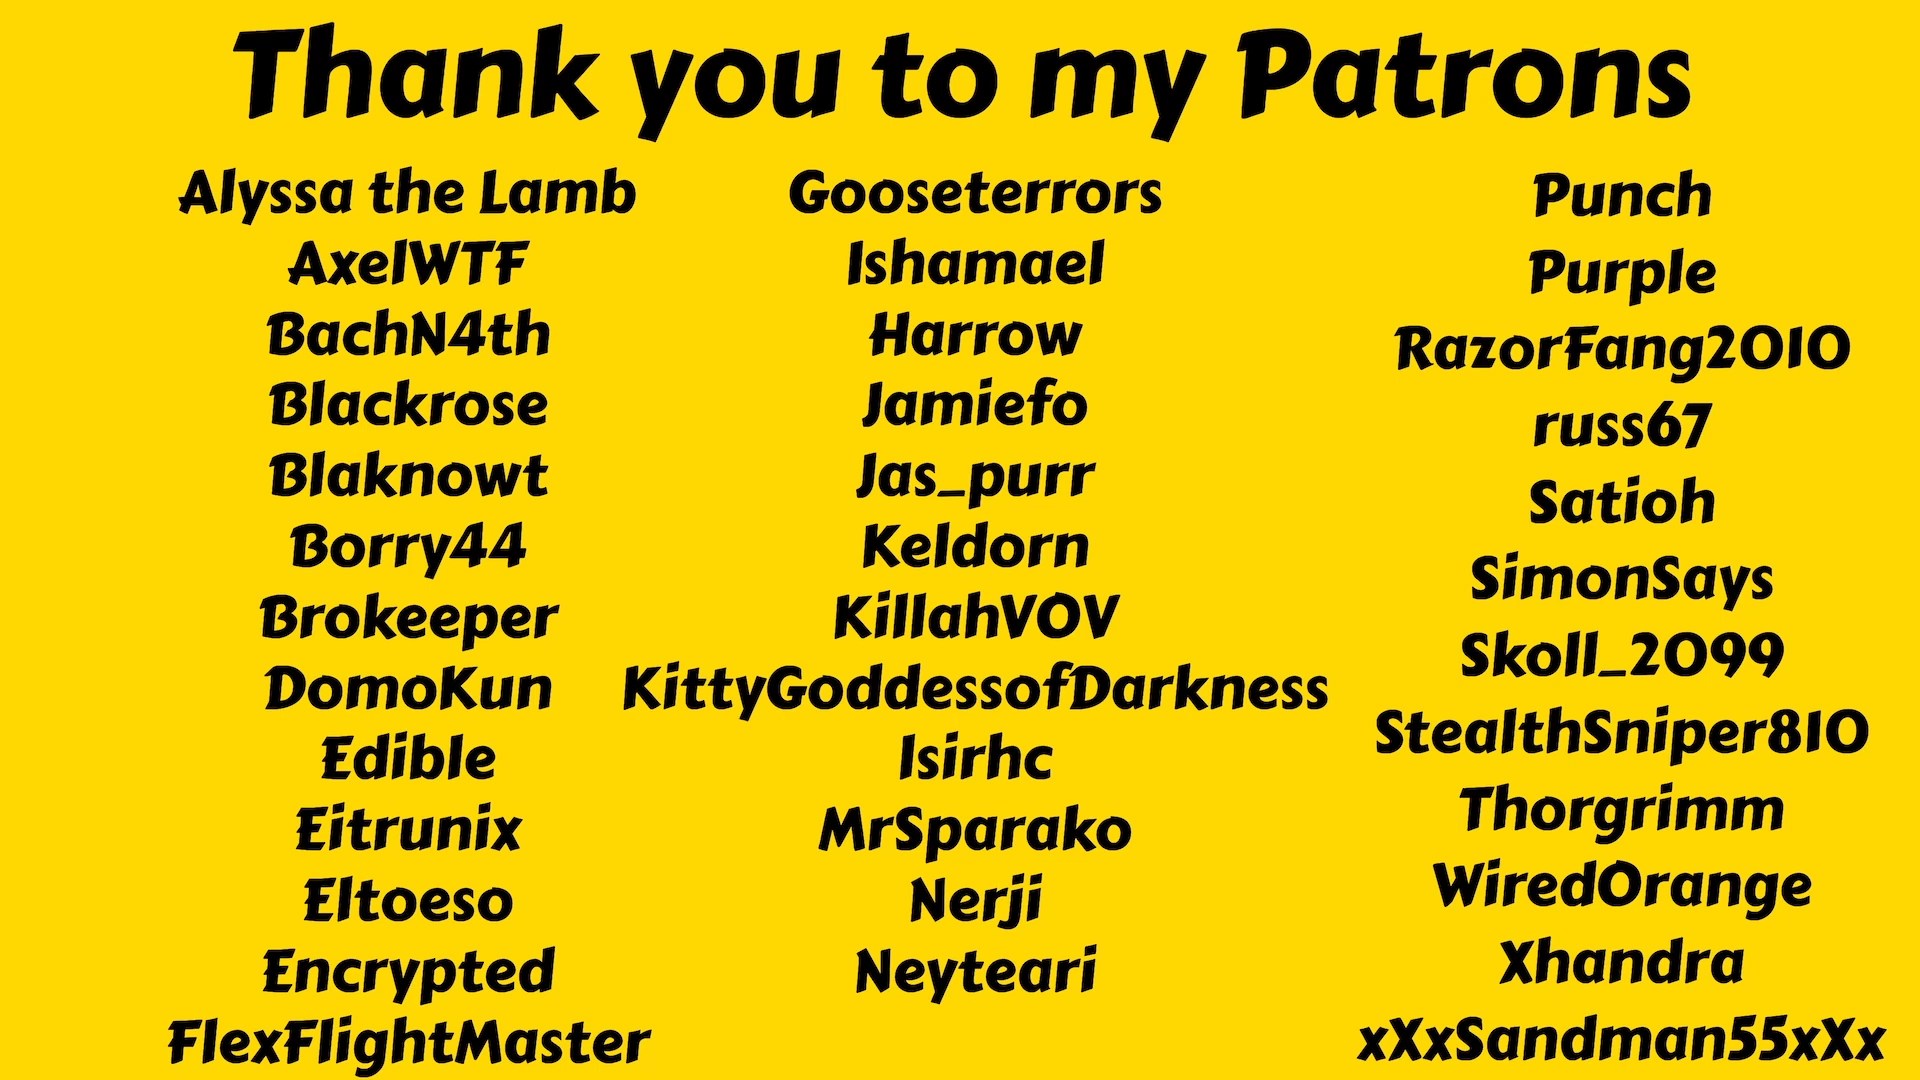 Thank you to my Patrons
Alyssa the Lamb
AxelWTF
BachN4th
Blackrose
Blaknowt
Borry44
Brokeeper
DomoKun
Edible
Eitrunix
Eltoeso
Encrypted
FlexFlightMaster
Gooseterrors
Ishamael
Harrow
Jamiefo
Jas_purr
Keldorn
KillahVOV
KittyGoddessofDarkness
lsirhc
MrSparako
Nerji
Neyteari
Punch
Purple
RazorFang2010
russ67
Satioh
SimonSays
Skoll_2099
StealthSniper810
Thorgrimm
WiredOrange
Xhandra
xXxSandman55xXx